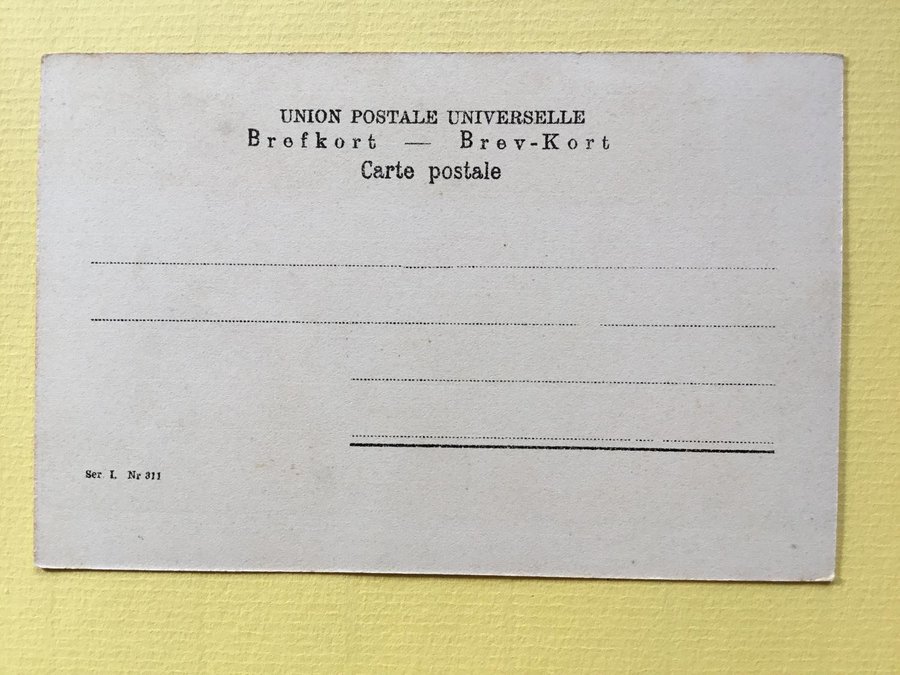 UNION POSTALE UNIVERSELLE
Brefkort — Brev-Kort
Carte postale
Ser I. Nr 311